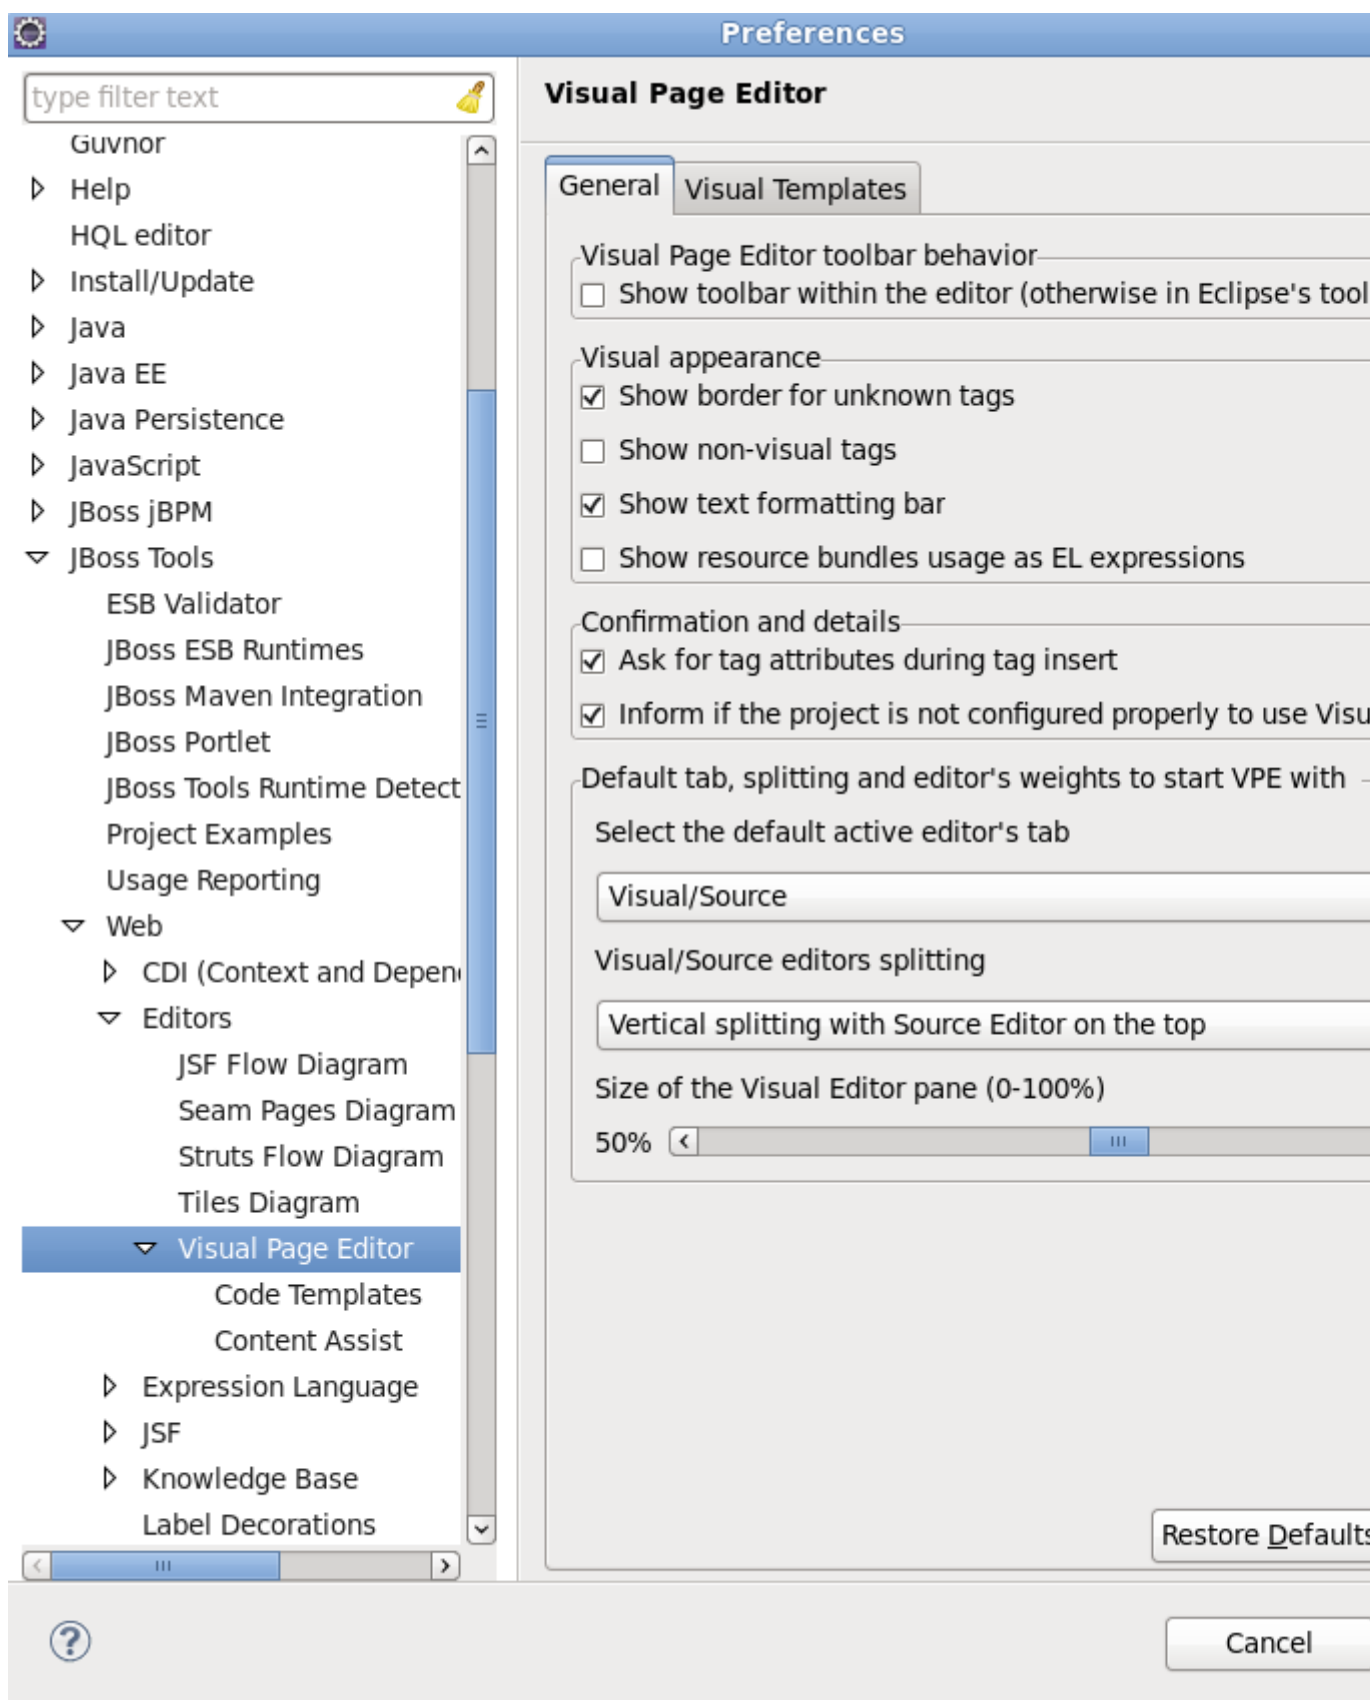 Preferences
type filter text
Guvnor
Help
HQL editor
Install/Update
Java
Java EE
Java Persistence
JavaScript
JBoss jBPM
JBoss Tools
ESB Validator
JBoss ESB Runtimes
JBoss Maven Integration
JBoss Portlet
JBoss Tools Runtime Detect
Project Examples
Usage Reporting
Web
CDI (Context and Depen
Editors
JSF Flow Diagram
Seam Pages Diagram
Struts Flow Diagram
Tiles Diagram
Visual Page Editor
Code Templates
Content Assist
Expression Language
JSF
Knowledge Base
Label Decorations
Visual Page Editor
General Visual Templates
Visual Page Editor toolbar behavior
Show toolbar within the editor (otherwise in Eclipse's tool
Visual appearance
Show border for unknown tags
Show non-visual tags
Show text formatting bar
Show resource bundles usage as EL expressions
Confirmation and details
Ask for tag attributes during tag insert
Inform if the project is not configured properly to use Visu
Default tab, splitting and editor's weights to start VPE with
Select the default active editor's tab
Visual/Source
Visual/Source editors splitting
Vertical splitting with Source Editor on the top
Size of the Visual Editor pane (0-100%)
50%
Restore Defaults
Cancel